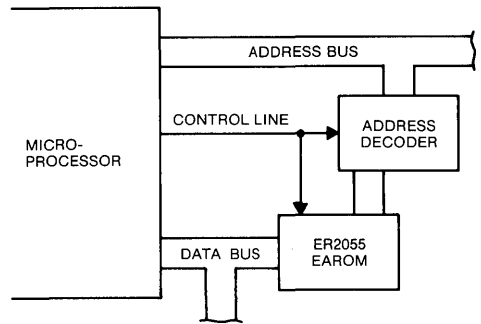 ADDRESS BUS
CONTROL LINE
ADDRESS
DECODER
MICRO-
PROCESSOR
DATA BUS
ER2055
EAROM